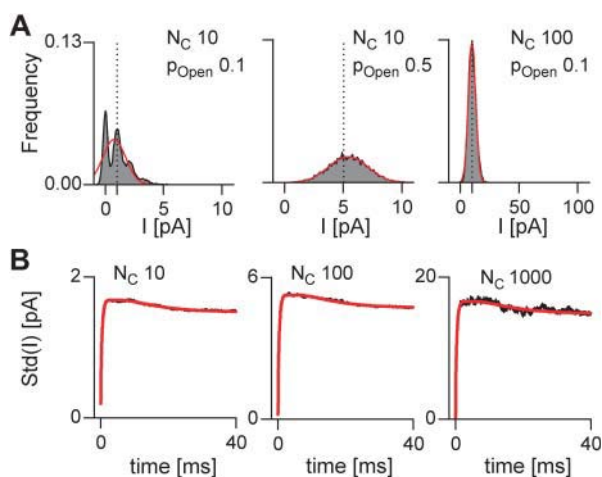 A
Frequency
0.13
0.00
N_C 10
p_Open 0.1
0 5 10
I [pA]
N_C 10
p_Open 0.5
0 5 10
I [pA]
N_C 100
p_Open 0.1
0 50 100
I [pA]
B
Std(I) [pA]
2
0
N_C 10
0 40
time [ms]
6
0
N_C 100
0 40
time [ms]
20
0
N_C 1000
0 40
time [ms]